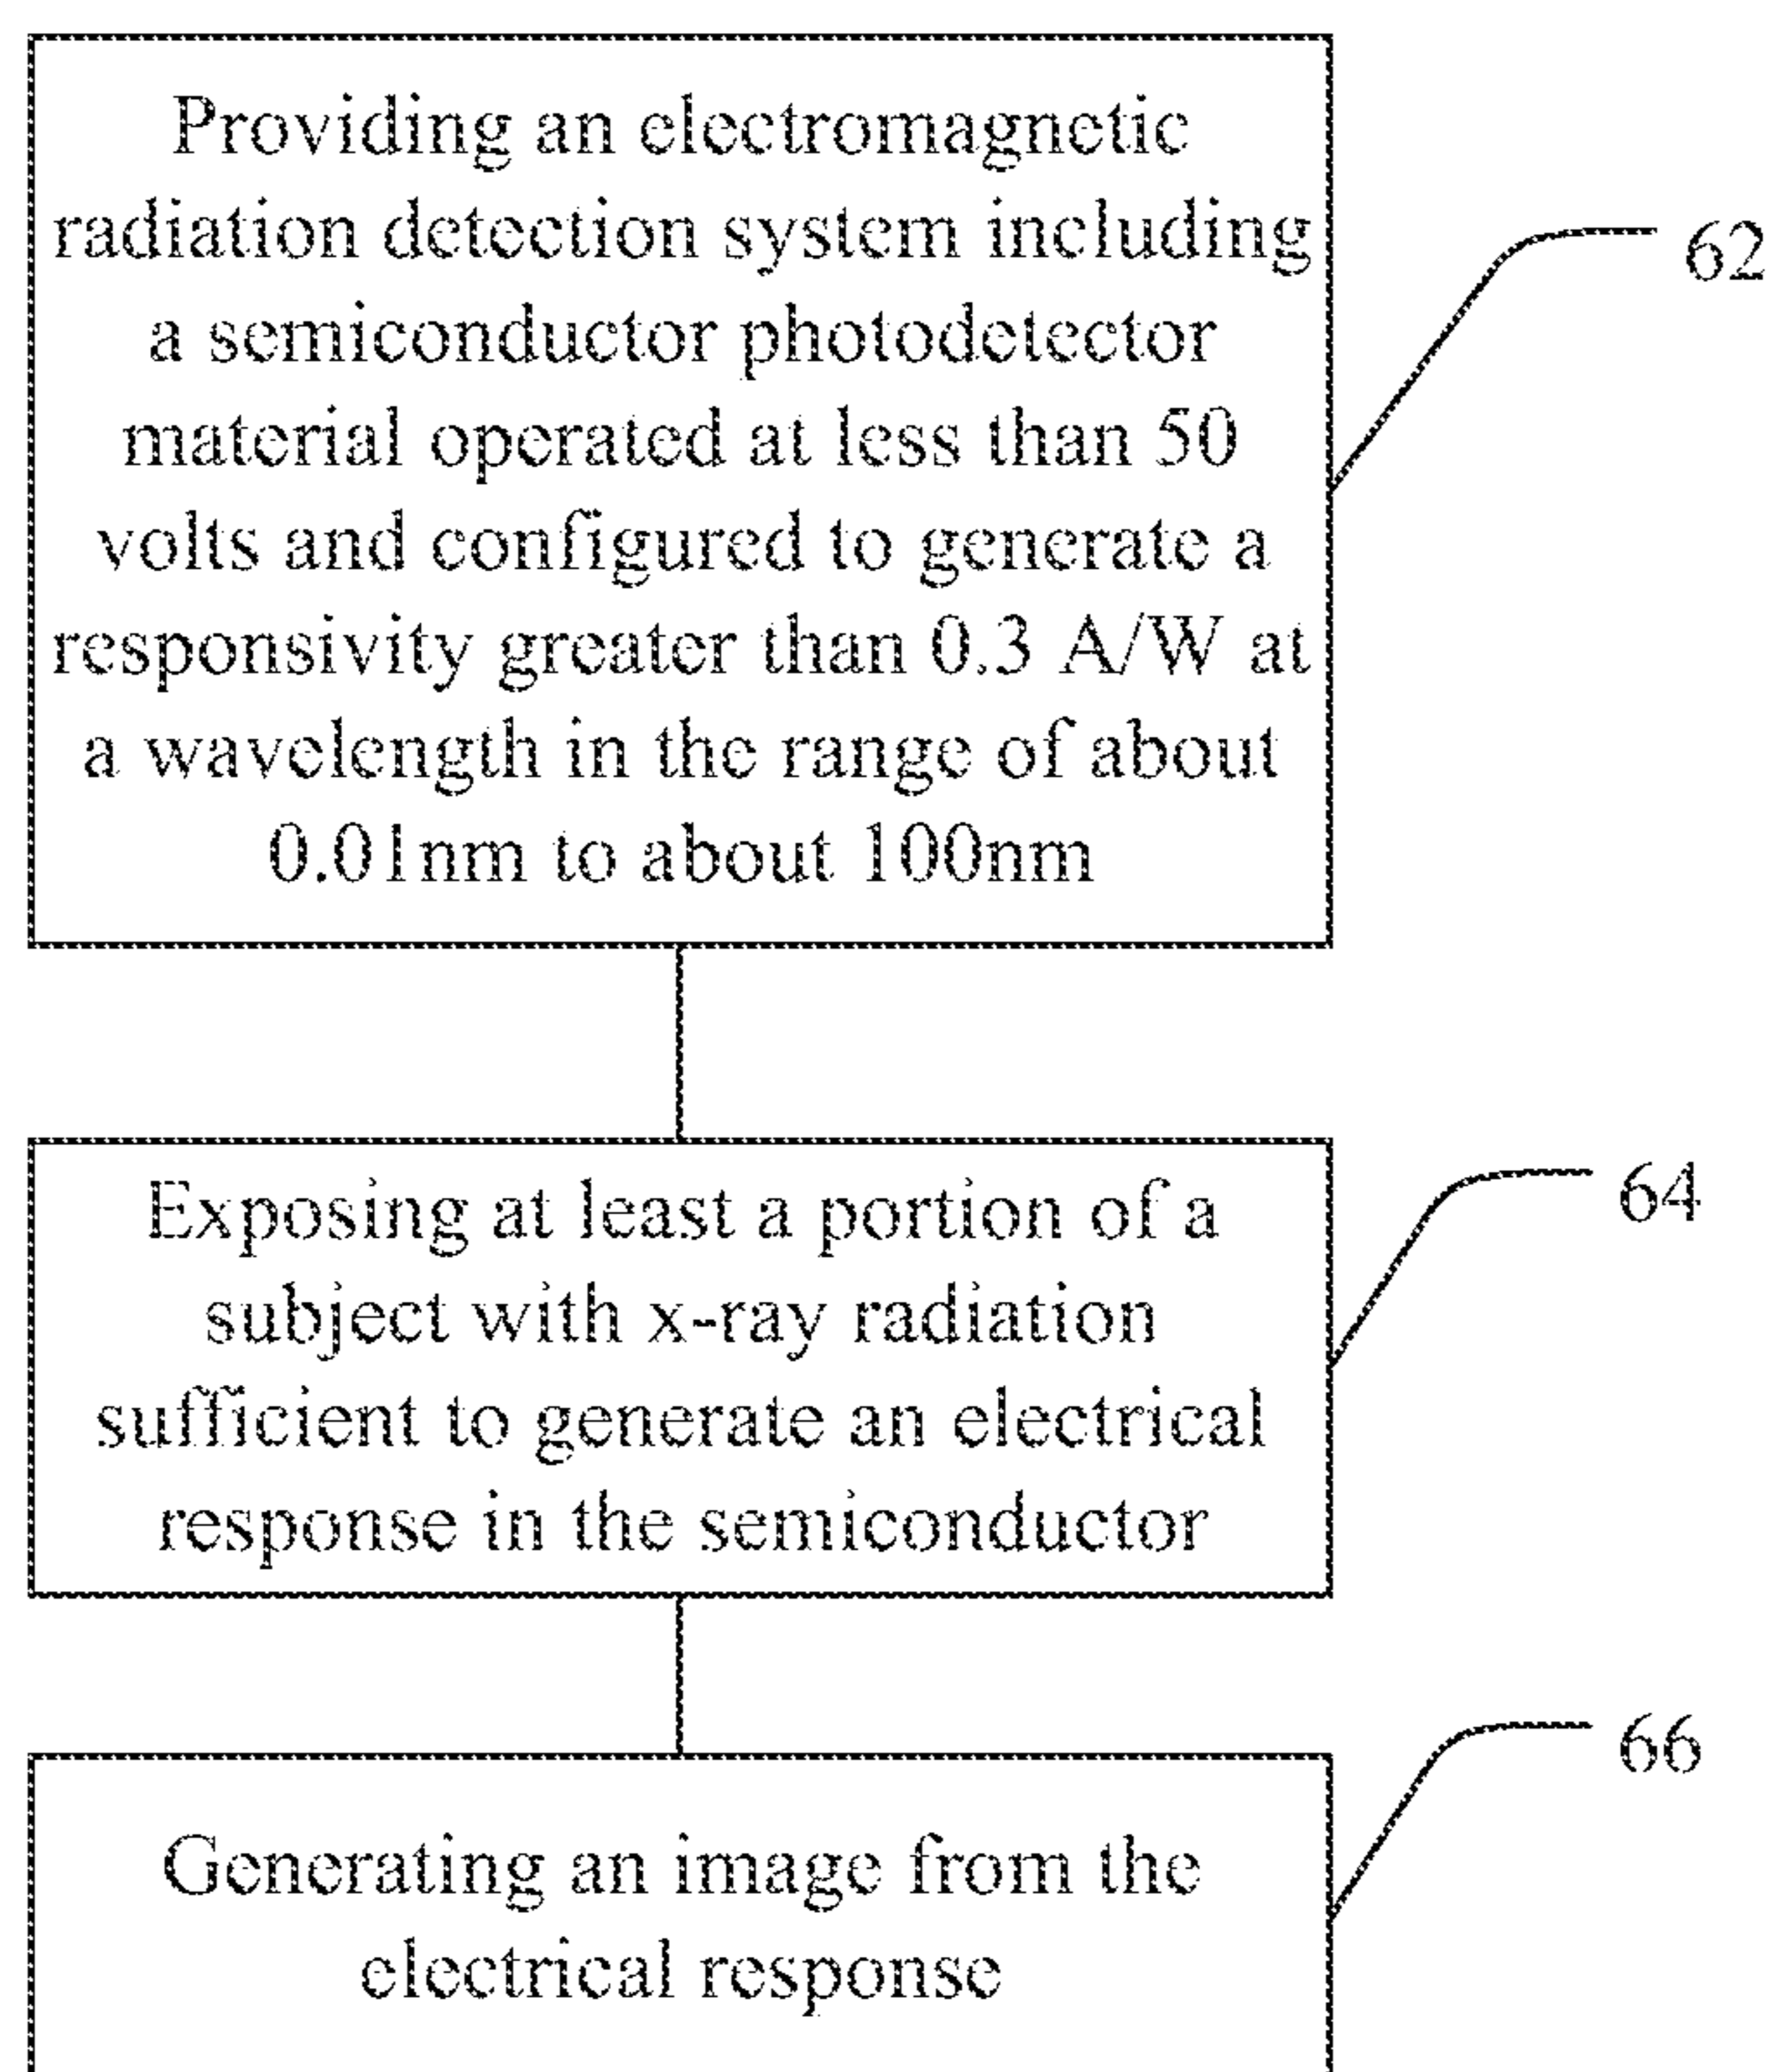 Providing an electromagnetic
radiation detection system including
a semiconductor photodetector
material operated at less than 50
volts and configured to generate a
responsivity greater than 0.3 A/W at
a wavelength in the range of about
0.01nm to about 100nm
62
Exposing at least a portion of a
subject with x-ray radiation
sufficient to generate an electrical
response in the semiconductor
64
Generating an image from the
electrical response
66